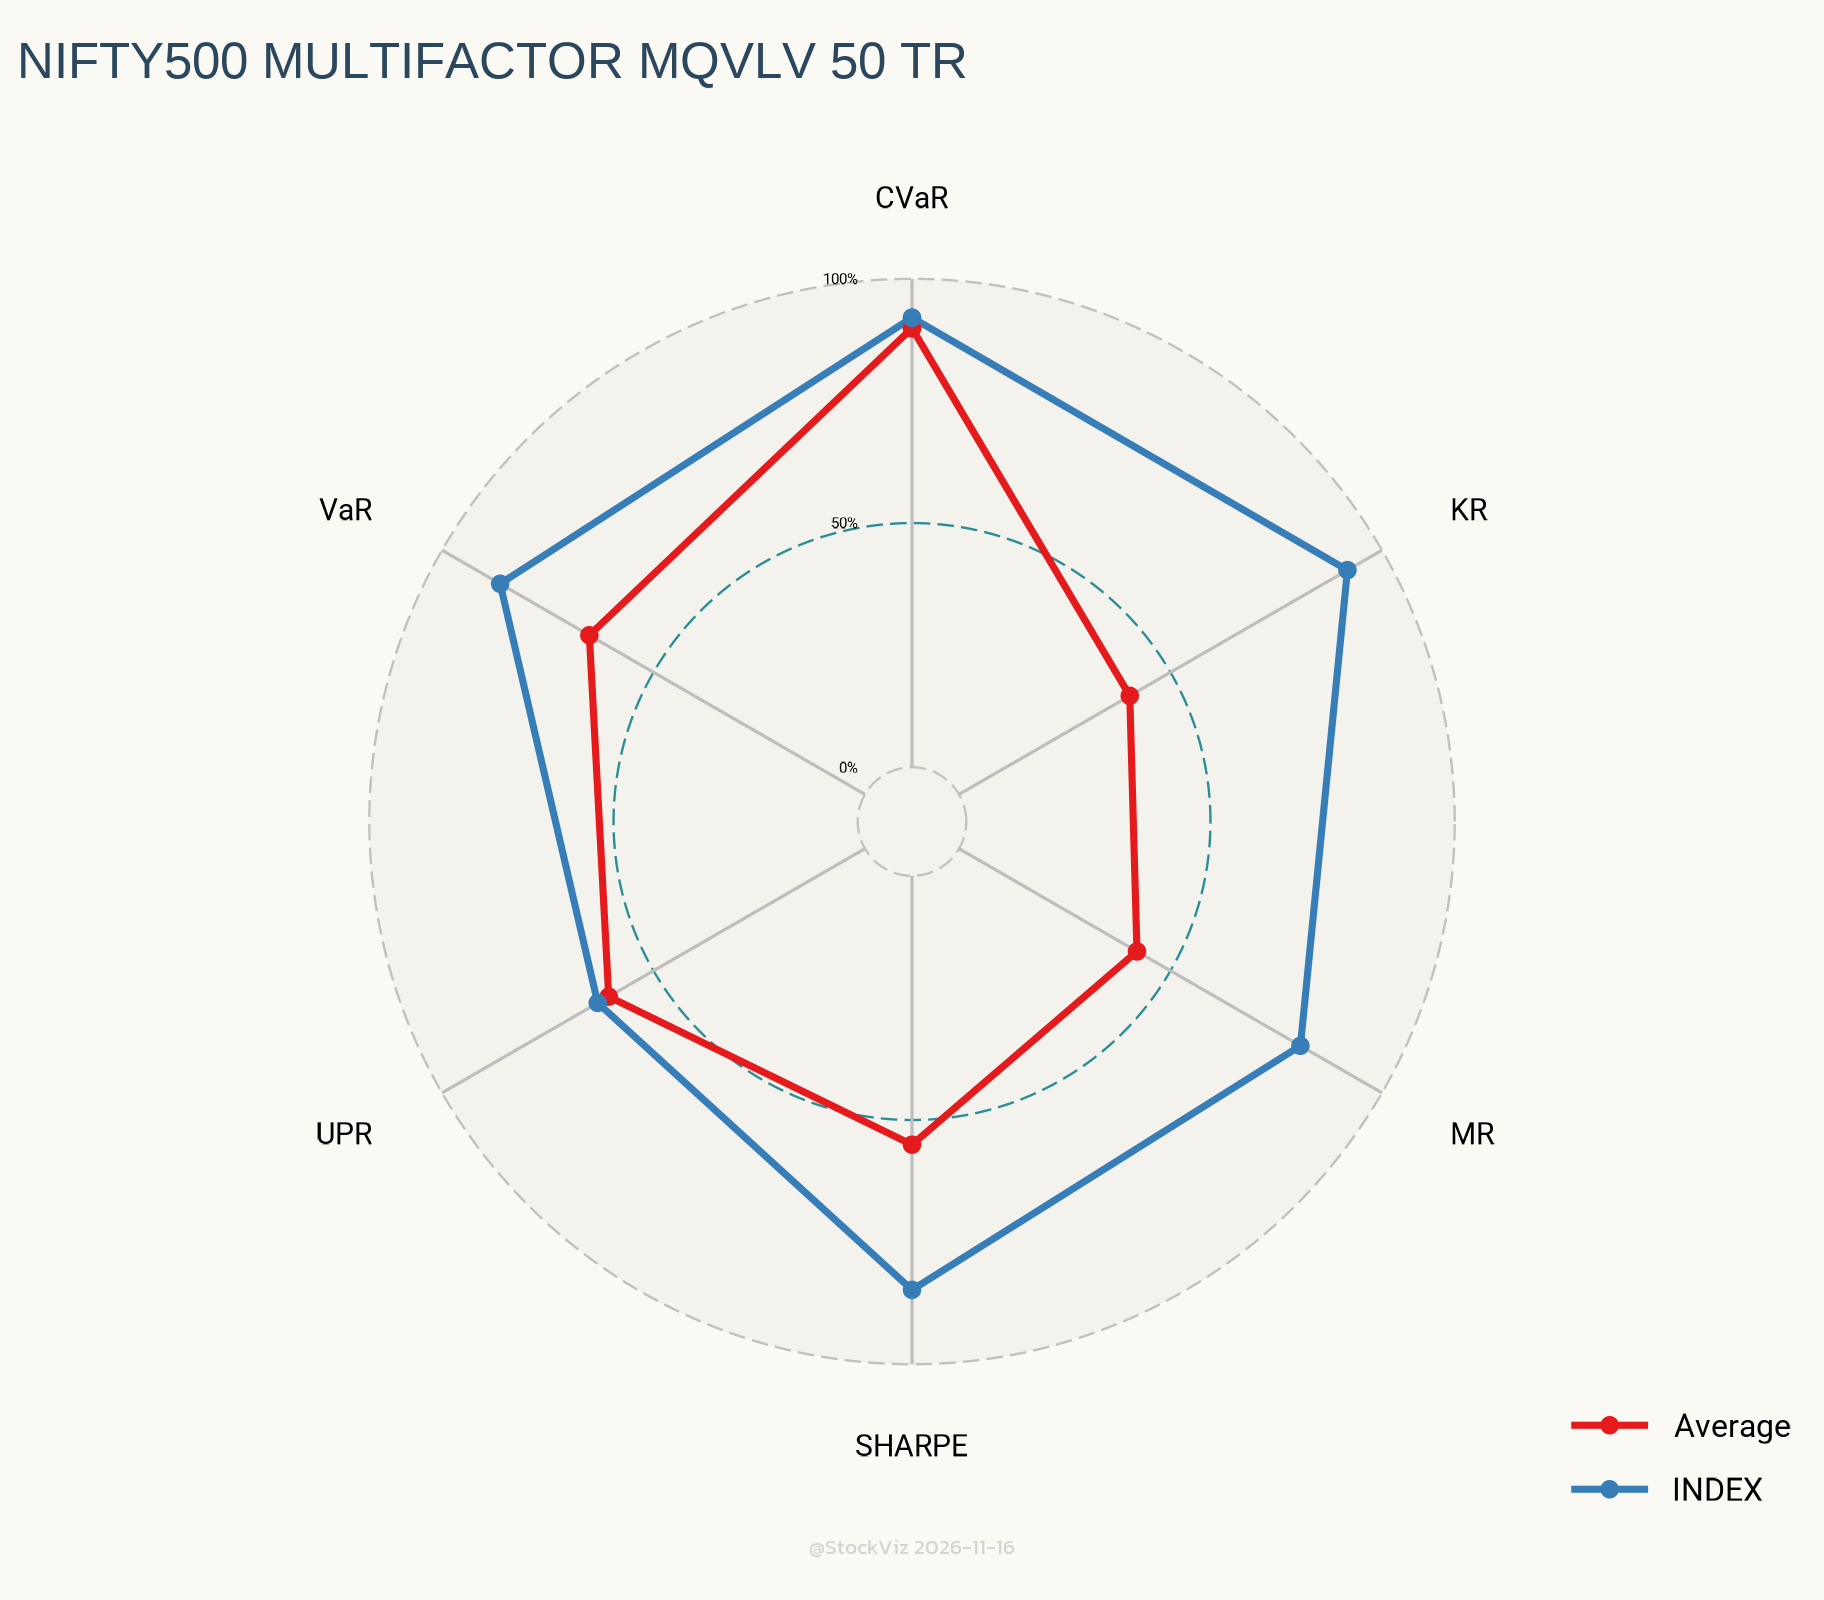 NIFTY500 MULTIFACTOR MQVLV 50 TR
CVaR
100%
VaR
KR
50%
0%
UPR
MR
SHARPE
Average
INDEX
@StockViz 2026-11-16